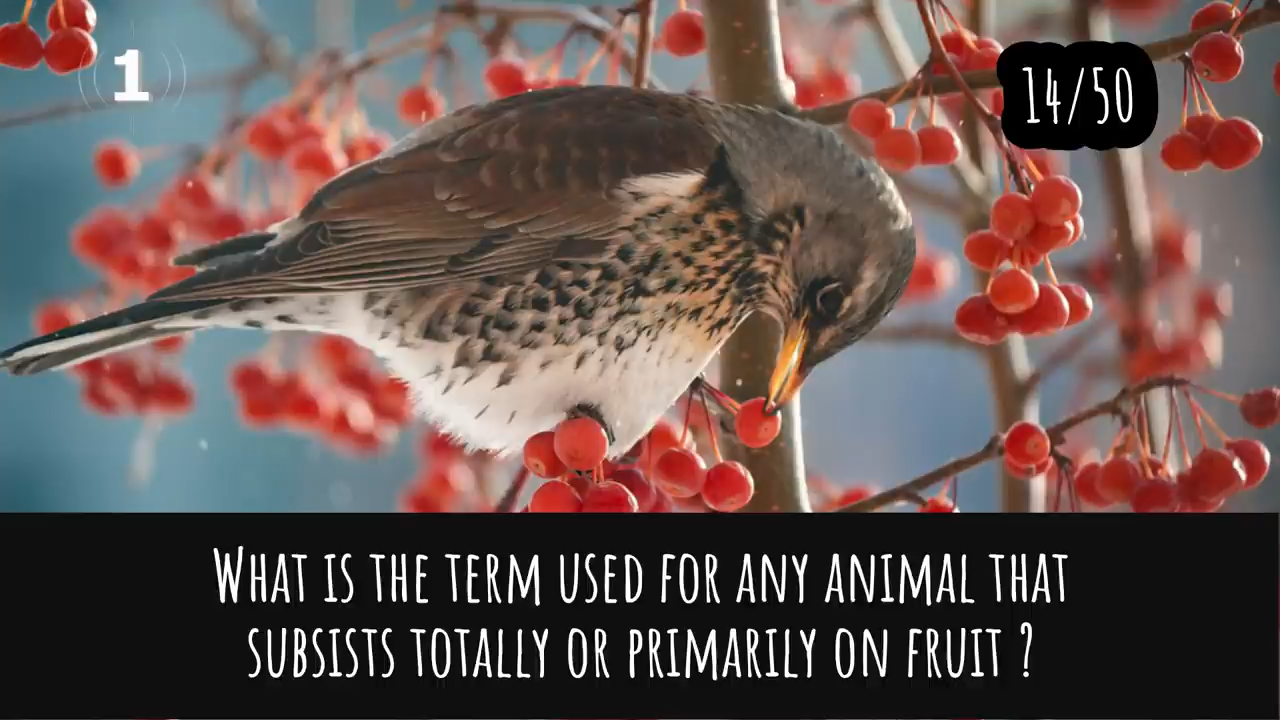 1
14/50
What is the term used for any animal that
subsists totally or primarily on fruit ?